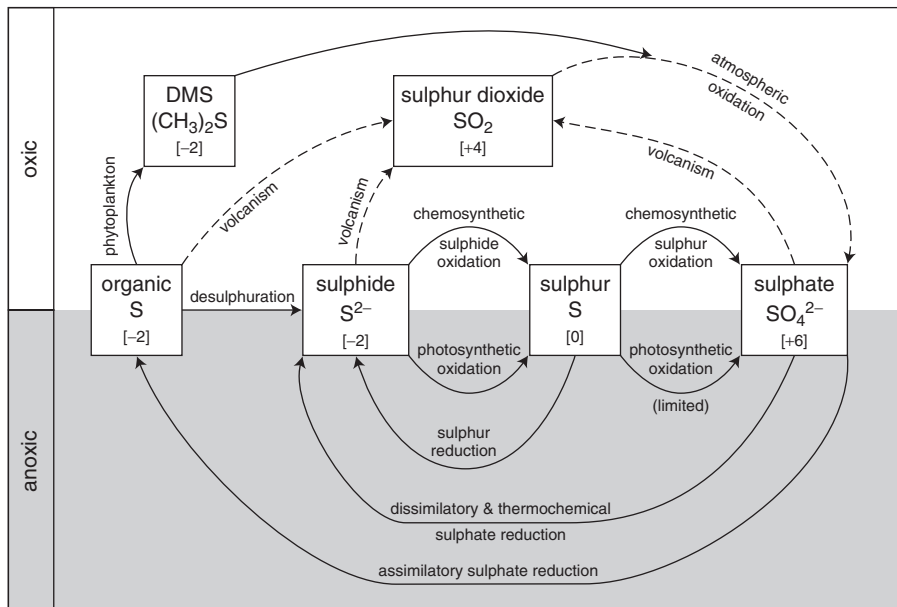 oxic
anoxic
DMS
(CH₃)₂S
[–2]
sulphur dioxide
SO₂
[+4]
atmospheric
oxidation
phytoplankton
volcanism
volcanism
volcanism
chemosynthetic
sulphide
oxidation
chemosynthetic
sulphur
oxidation
organic
S
[–2]
desulphuration
sulphide
S²⁻
[–2]
sulphur
S
[0]
sulphate
SO₄²⁻
[+6]
photosynthetic
oxidation
photosynthetic
oxidation
(limited)
sulphur
reduction
dissimilatory & thermochemical
sulphate reduction
assimilatory sulphate reduction